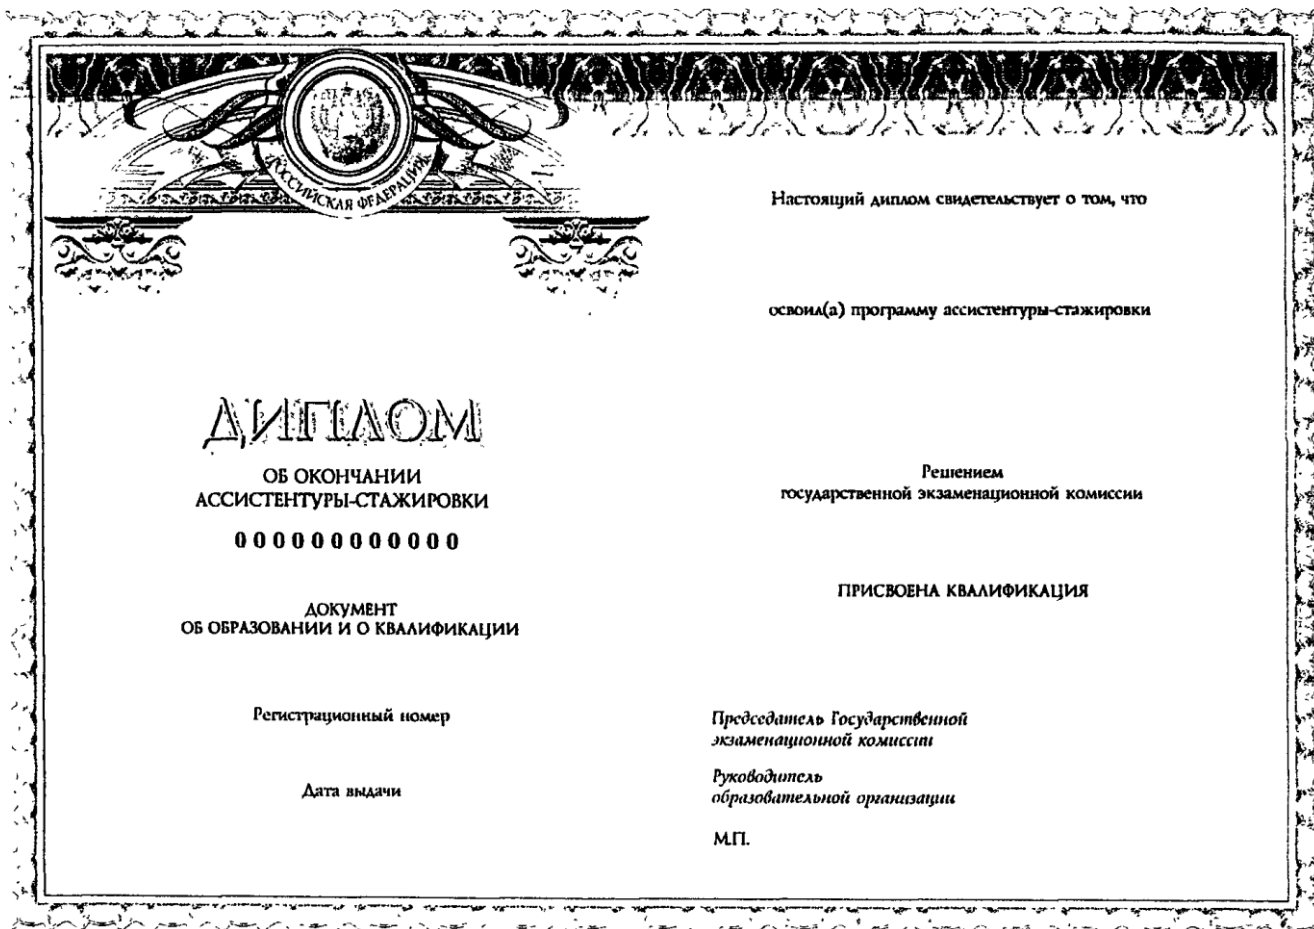 РОССИЙСКАЯ ФЕДЕРАЦИЯ
ДИПЛОМ
ОБ ОКОНЧАНИИ
АССИСТЕНТУРЫ-СТАЖИРОВКИ
000000000000
ДОКУМЕНТ
ОБ ОБРАЗОВАНИИ И О КВАЛИФИКАЦИИ
Регистрационный номер
Дата выдачи
Настоящий диплом свидетельствует о том, что
освоил(а) программу ассистентуры-стажировки
Решением
государственной экзаменационной комиссии
ПРИСВОЕНА КВАЛИФИКАЦИЯ
Председатель Государственной
экзаменационной комиссии
Руководитель
образовательной организации
М.П.